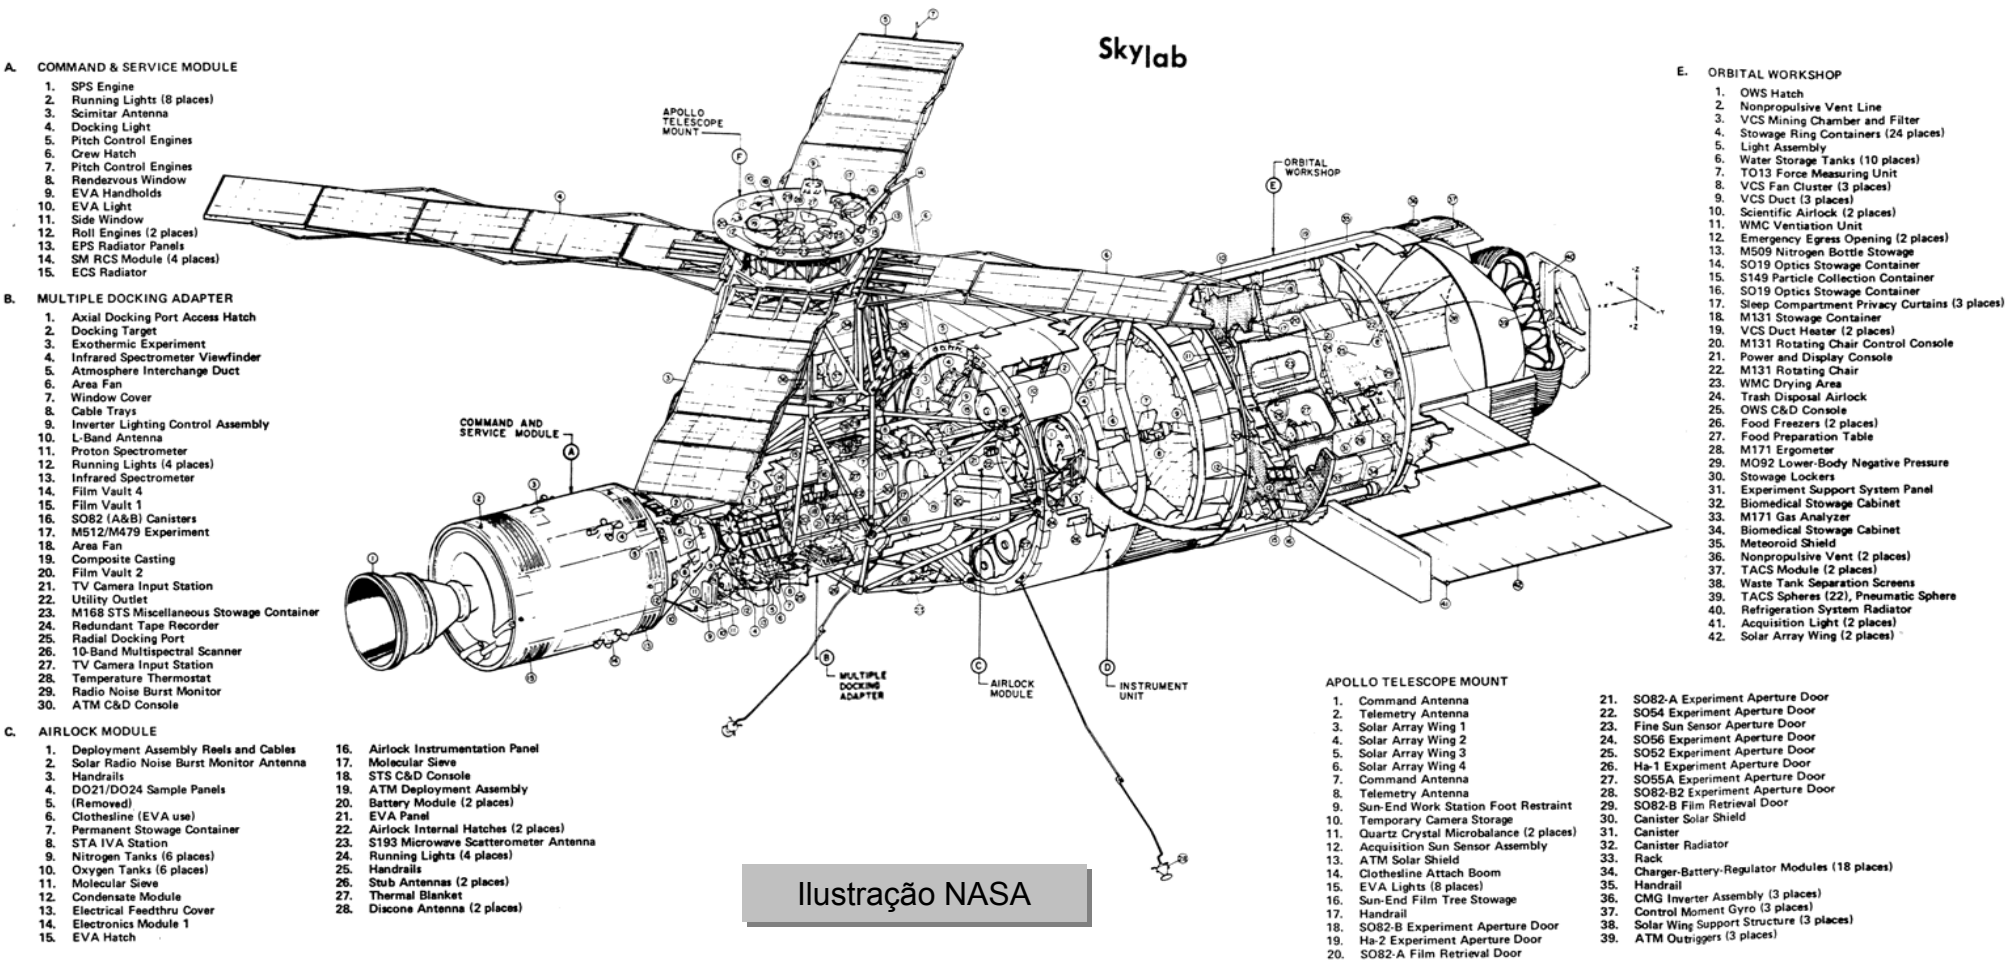 Skylab
A. COMMAND & SERVICE MODULE
1. SPS Engine
2. Running Lights (8 places)
3. Scimitar Antenna
4. Docking Light
5. Pitch Control Engines
6. Crew Hatch
7. Pitch Control Engines
8. Rendezvous Window
9. EVA Handholds
10. EVA Light
11. Side Window
12. Roll Engines (2 places)
13. EPS Radiator Panels
14. SM RCS Module (4 places)
15. ECS Radiator
B. MULTIPLE DOCKING ADAPTER
1. Axial Docking Port Access Hatch
2. Docking Target
3. Exothermic Experiment
4. Infrared Spectrometer Viewfinder
5. Atmosphere Interchange Duct
6. Area Fan
7. Window Cover
8. Cable Trays
9. Inverter Lighting Control Assembly
10. L-Band Antenna
11. Proton Spectrometer
12. Running Lights (4 places)
13. Infrared Spectrometer
14. Film Vault 4
15. Film Vault 1
16. SO82 (A&B) Canisters
17. M512/M479 Experiment
18. Area Fan
19. Composite Casting
20. Film Vault 2
21. TV Camera Input Station
22. Utility Outlet
23. M168 STS Miscellaneous Stowage Container
24. Redundant Tape Recorder
25. Radial Docking Port
26. 10-Band Multispectral Scanner
27. TV Camera Input Station
28. Temperature Thermostat
29. Radio Noise Burst Monitor
30. ATM C&D Console
C. AIRLOCK MODULE
1. Deployment Assembly Reels and Cables
2. Solar Radio Noise Burst Monitor Antenna
3. Handrails
4. DO21/DO24 Sample Panels
5. (Removed)
6. Clothesline (EVA use)
7. Permanent Stowage Container
8. STA IVA Station
9. Nitrogen Tanks (6 places)
10. Oxygen Tanks (6 places)
11. Molecular Sieve
12. Condensate Module
13. Electrical Feedthru Cover
14. Electronics Module 1
15. EVA Hatch
16. Airlock Instrumentation Panel
17. Molecular Sieve
18. STS C&D Console
19. ATM Deployment Assembly
20. Battery Module (2 places)
21. EVA Panel
22. Airlock Internal Hatches (2 places)
23. S193 Microwave Scatterometer Antenna
24. Running Lights (4 places)
25. Handrails
26. Stub Antennas (2 places)
27. Thermal Blanket
28. Discone Antenna (2 places)
APOLLO
TELESCOPE
MOUNT
F
ORBITAL
WORKSHOP
E
COMMAND AND
SERVICE MODULE
A
B
MULTIPLE
DOCKING
ADAPTER
C
AIRLOCK
MODULE
D
INSTRUMENT
UNIT
E. ORBITAL WORKSHOP
1. OWS Hatch
2. Nonpropulsive Vent Line
3. VCS Mining Chamber and Filter
4. Stowage Ring Containers (24 places)
5. Light Assembly
6. Water Storage Tanks (10 places)
7. TO13 Force Measuring Unit
8. VCS Fan Cluster (3 places)
9. VCS Duct (3 places)
10. Scientific Airlock (2 places)
11. WMC Ventiation Unit
12. Emergency Egress Opening (2 places)
13. M509 Nitrogen Bottle Stowage
14. SO19 Optics Stowage Container
15. S149 Particle Collection Container
16. SO19 Optics Stowage Container
17. Sleep Compartment Privacy Curtains (3 places)
18. M131 Stowage Container
19. VCS Duct Heater (2 places)
20. M131 Rotating Chair Control Console
21. Power and Display Console
22. M131 Rotating Chair
23. WMC Drying Area
24. Trash Disposal Airlock
25. OWS C&D Console
26. Food Freezers (2 places)
27. Food Preparation Table
28. M171 Ergometer
29. MO92 Lower-Body Negative Pressure
30. Stowage Lockers
31. Experiment Support System Panel
32. Biomedical Stowage Cabinet
33. M171 Gas Analyzer
34. Biomedical Stowage Cabinet
35. Meteoroid Shield
36. Nonpropulsive Vent (2 places)
37. TACS Module (2 places)
38. Waste Tank Separation Screens
39. TACS Spheres (22), Pneumatic Sphere
40. Refrigeration System Radiator
41. Acquisition Light (2 places)
42. Solar Array Wing (2 places)
APOLLO TELESCOPE MOUNT
1. Command Antenna
2. Telemetry Antenna
3. Solar Array Wing 1
4. Solar Array Wing 2
5. Solar Array Wing 3
6. Solar Array Wing 4
7. Command Antenna
8. Telemetry Antenna
9. Sun-End Work Station Foot Restraint
10. Temporary Camera Storage
11. Quartz Crystal Microbalance (2 places)
12. Acquisition Sun Sensor Assembly
13. ATM Solar Shield
14. Clothesline Attach Boom
15. EVA Lights (8 places)
16. Sun-End Film Tree Stowage
17. Handrail
18. SO82-B Experiment Aperture Door
19. Ha-2 Experiment Aperture Door
20. SO82-A Film Retrieval Door
21. SO82-A Experiment Aperture Door
22. SO54 Experiment Aperture Door
23. Fine Sun Sensor Aperture Door
24. SO56 Experiment Aperture Door
25. SO52 Experiment Aperture Door
26. Ha-1 Experiment Aperture Door
27. SO55A Experiment Aperture Door
28. SO82-B2 Experiment Aperture Door
29. SO82-B Film Retrieval Door
30. Canister Solar Shield
31. Canister
32. Canister Radiator
33. Rack
34. Charger-Battery-Regulator Modules (18 places)
35. Handrail
36. CMG Inverter Assembly (3 places)
37. Control Moment Gyro (3 places)
38. Solar Wing Support Structure (3 places)
39. ATM Outriggers (3 places)
Ilustração NASA